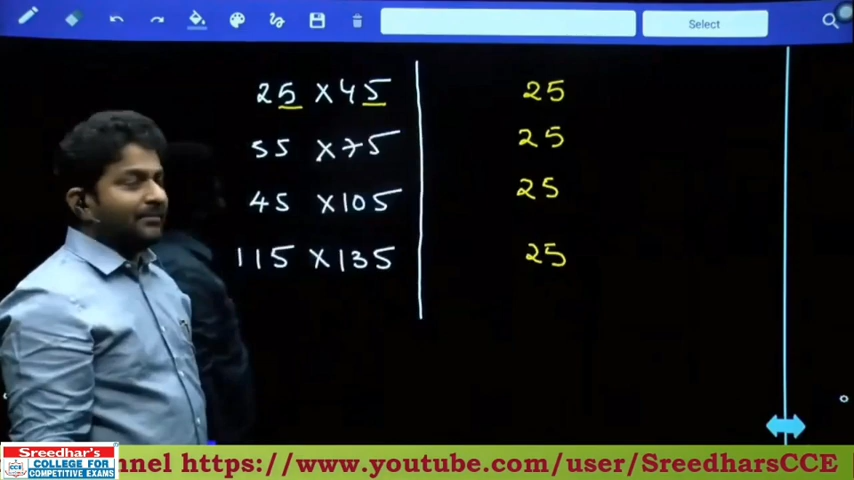 Select
25 × 45 25
55 × 75 25
45 × 105 25
115 × 135 25
Sreedhar's
CCE
COLLEGE FOR
COMPETITIVE EXAMS
nnel https://www.youtube.com/user/SreedharsCCE